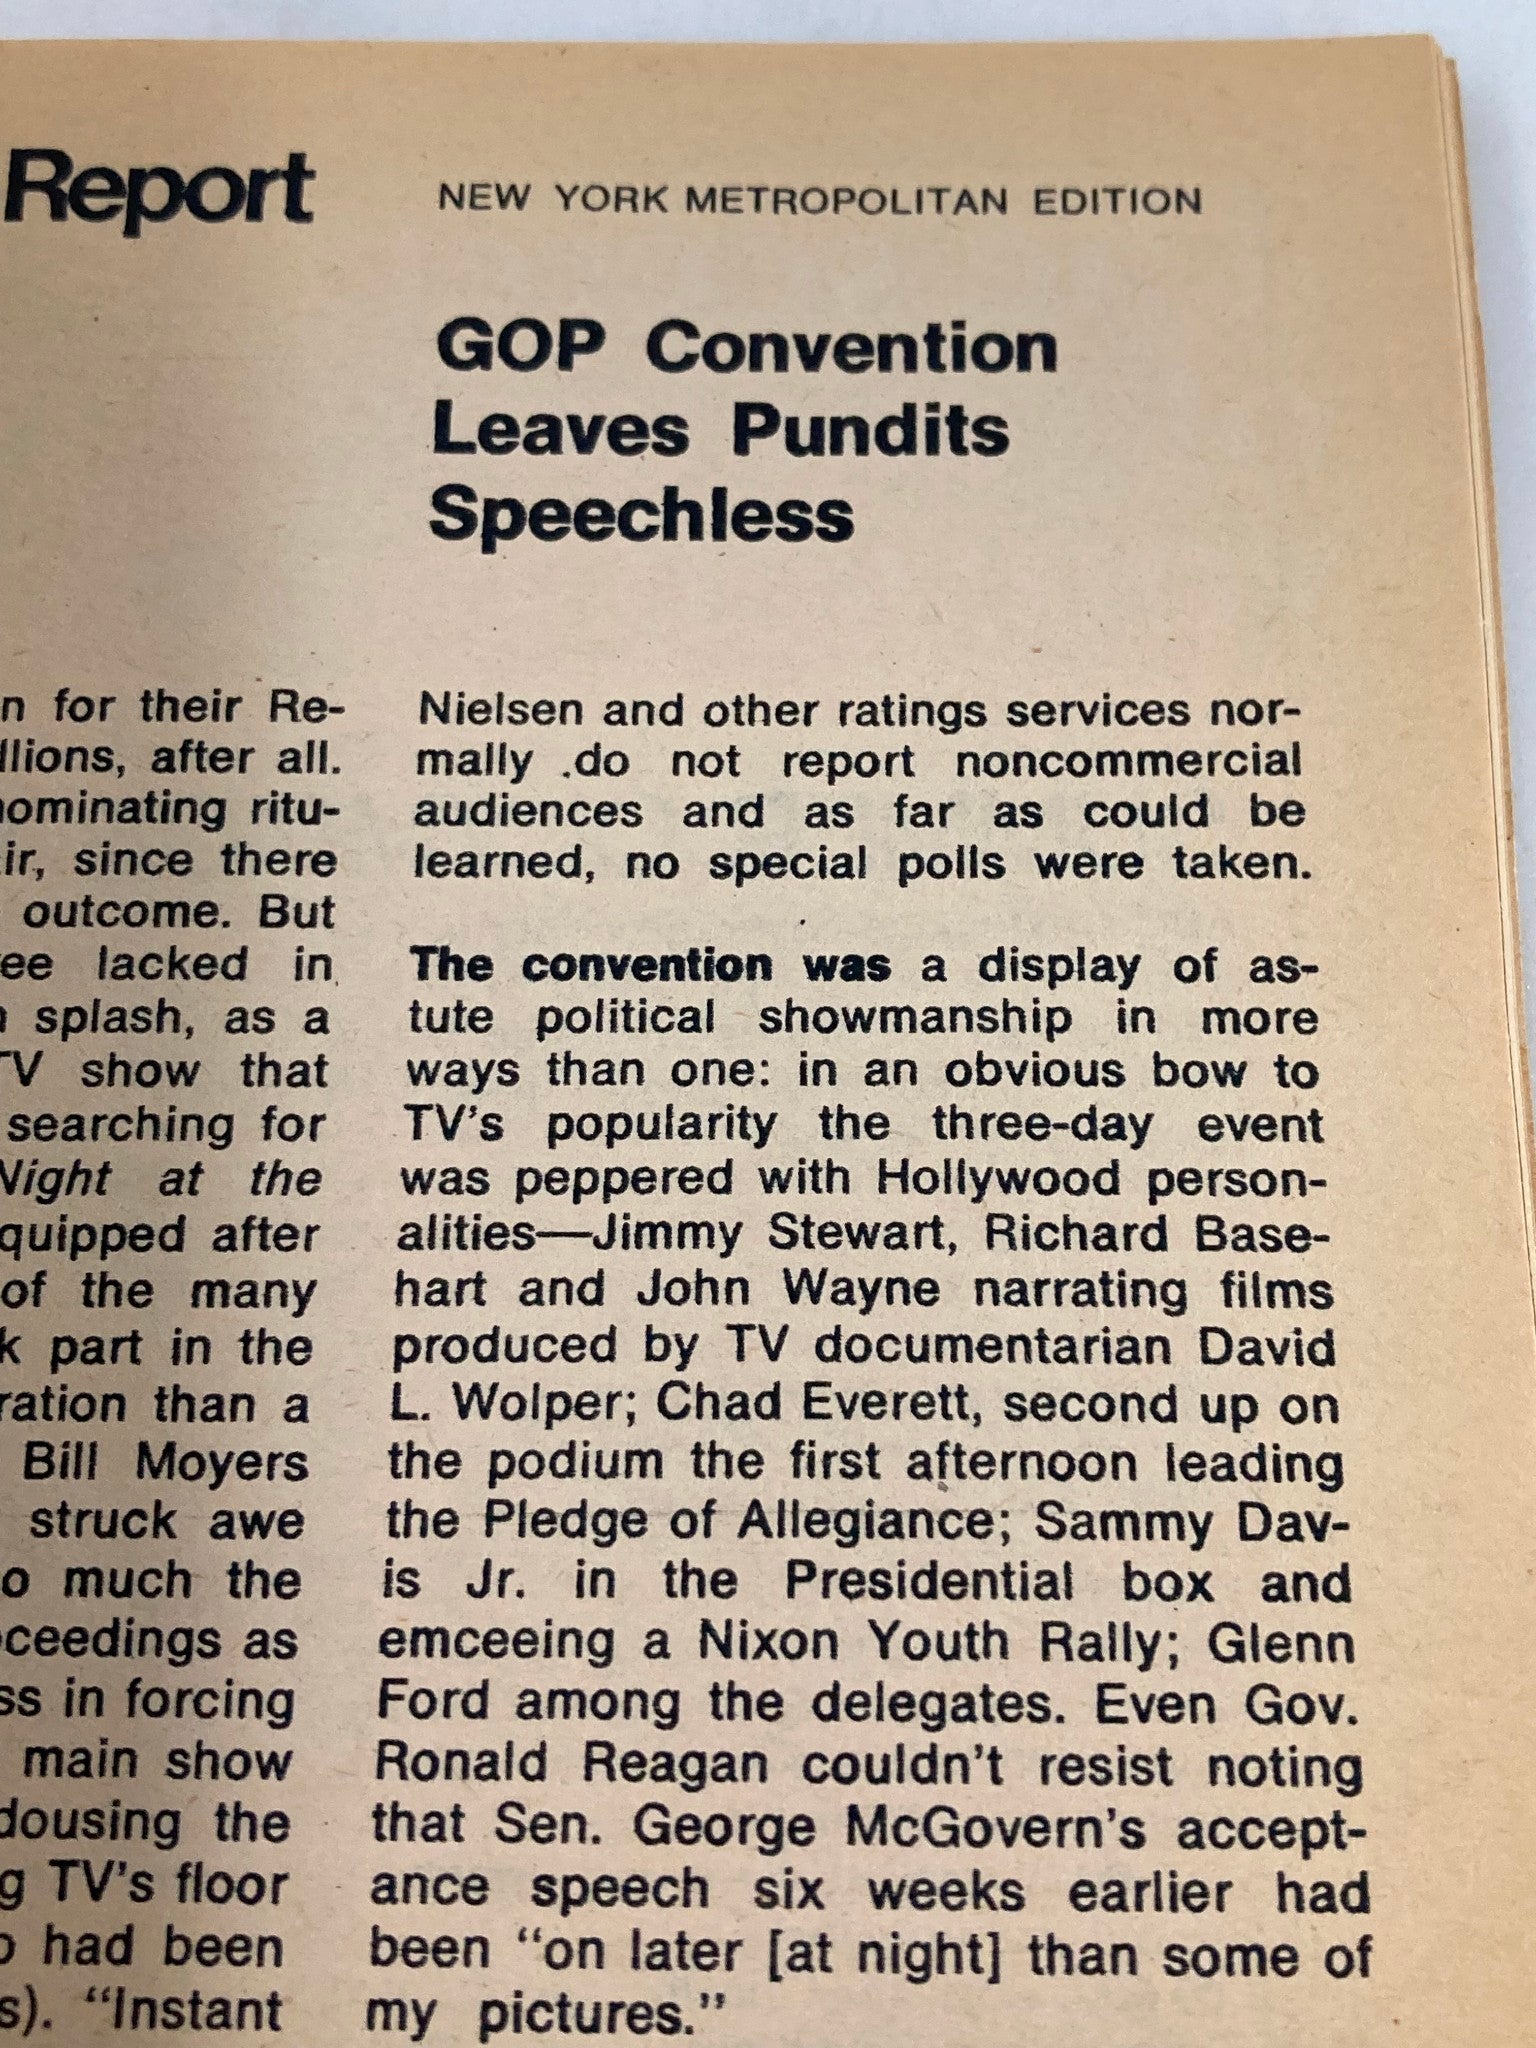 Report
NEW YORK METROPOLITAN EDITION
GOP Convention
Leaves Pundits
Speechless
for their Re-
after all.
nominating ritu-
since there
outcome. But
lacked in
splash, as a
TV show that
searching for
Night at the
equipped after
of the many
part in the
than a
Bill Moyers
struck awe
much the
as
in forcing
main show
dousing the
TV's floor
had been
"Instant
Nielsen and other ratings services nor-
mally .do not report noncommercial
audiences and as far as could be
learned, no special polls were taken.
The convention was a display of as-
tute political showmanship in more
ways than one: in an obvious bow to
TV's popularity the three-day event
was peppered with Hollywood person-
alities—Jimmy Stewart, Richard Base-
hart and John Wayne narrating films
produced by TV documentarian David
L. Wolper; Chad Everett, second up on
the podium the first afternoon leading
the Pledge of Allegiance; Sammy Dav-
is Jr. in the Presidential box and
emceeing a Nixon Youth Rally; Glenn
Ford among the delegates. Even Gov.
Ronald Reagan couldn't resist noting
that Sen. George McGovern's accept-
ance speech six weeks earlier had
been "on later [at night] than some of
my pictures."